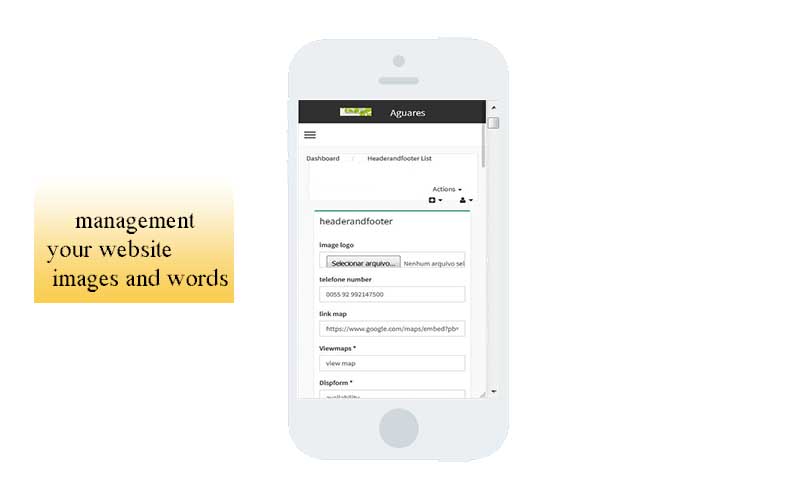 management
your website
images and words
Aguares
Dashboard / Headerandfooter List
Actions
headerandfooter
image logo
Selecionar arquivo... Nenhum arquivo sel
telefone number
0055 92 992147500
link map
https://www.google.com/maps/embed?pb=
Viewmaps *
view map
Dispform *
availability